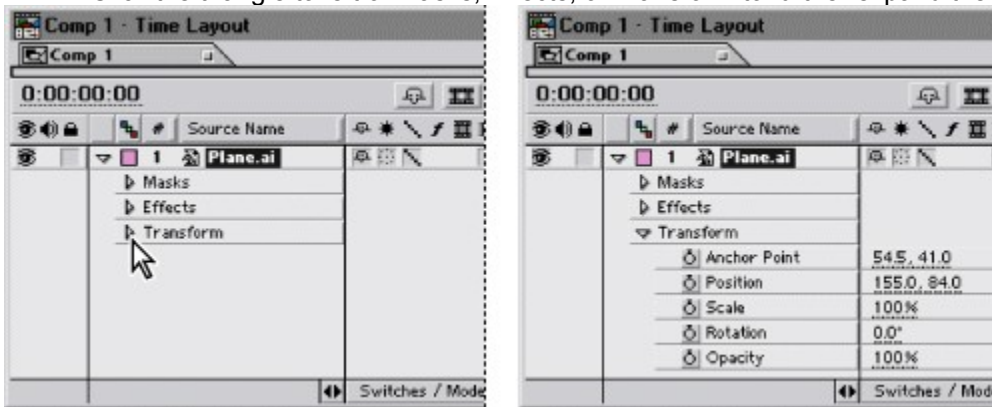 Comp 1 · Time Layout
Comp 1
0:00:00:00
# Source Name
1 Plane.ai
Masks
Effects
Transform
Switches / Mode
Comp 1 · Time Layout
Comp 1
0:00:00:00
# Source Name
1 Plane.ai
Masks
Effects
Transform
Anchor Point 54.5, 41.0
Position 155.0, 84.0
Scale 100%
Rotation 0.0°
Opacity 100%
Switches / Mod